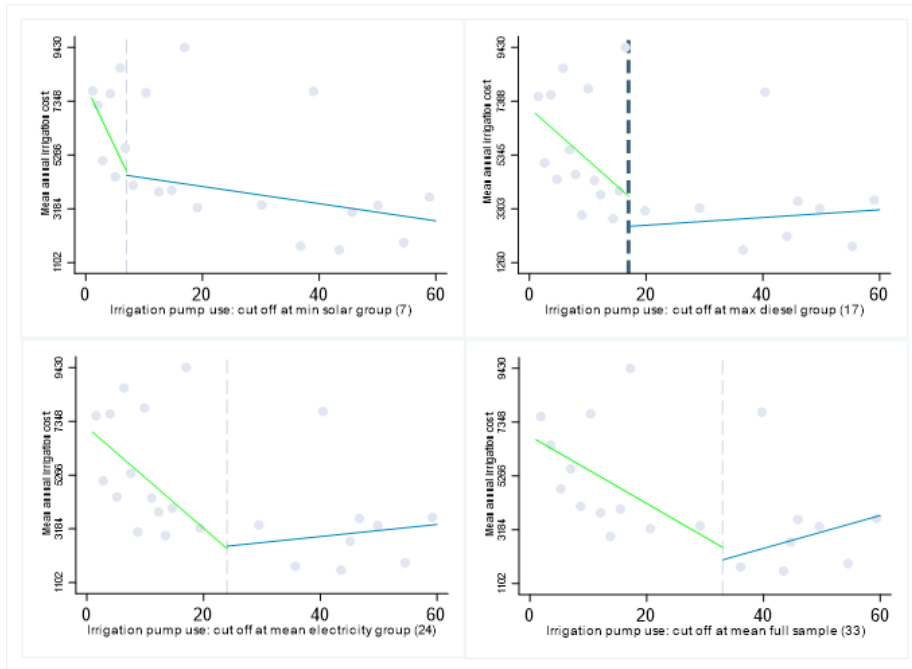 Mean annual irrigation cost
9430
7348
5266
3184
1102
0 20 40 60
Irrigation pump use: cut off at min solar group (7)
Mean annual irrigation cost
9430
7388
5345
3303
1260
0 20 40 60
Irrigation pump use: cut off at max diesel group (17)
Mean annual irrigation cost
9430
7348
5266
3184
1102
0 20 40 60
Irrigation pump use: cut off at mean electricity group (24)
Mean annual irrigation cost
9430
7348
5266
3184
1102
0 20 40 60
Irrigation pump use: cut off at mean full sample (33)